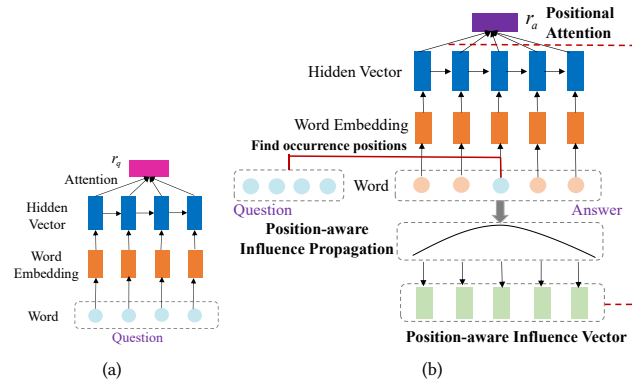 r_q
Attention
Hidden
Vector
Word
Embedding
Word
Question
(a)
r_a
Positional
Attention
Hidden Vector
Word Embedding
Find occurrence positions
Word
Question
Answer
Position-aware
Influence Propagation
Position-aware Influence Vector
(b)